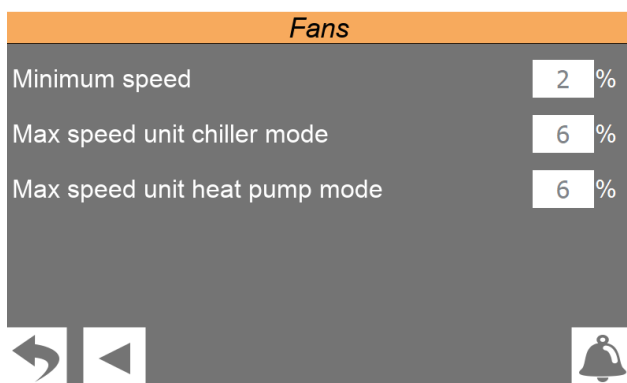 Fans
Minimum speed 2 %
Max speed unit chiller mode 6 %
Max speed unit heat pump mode 6 %